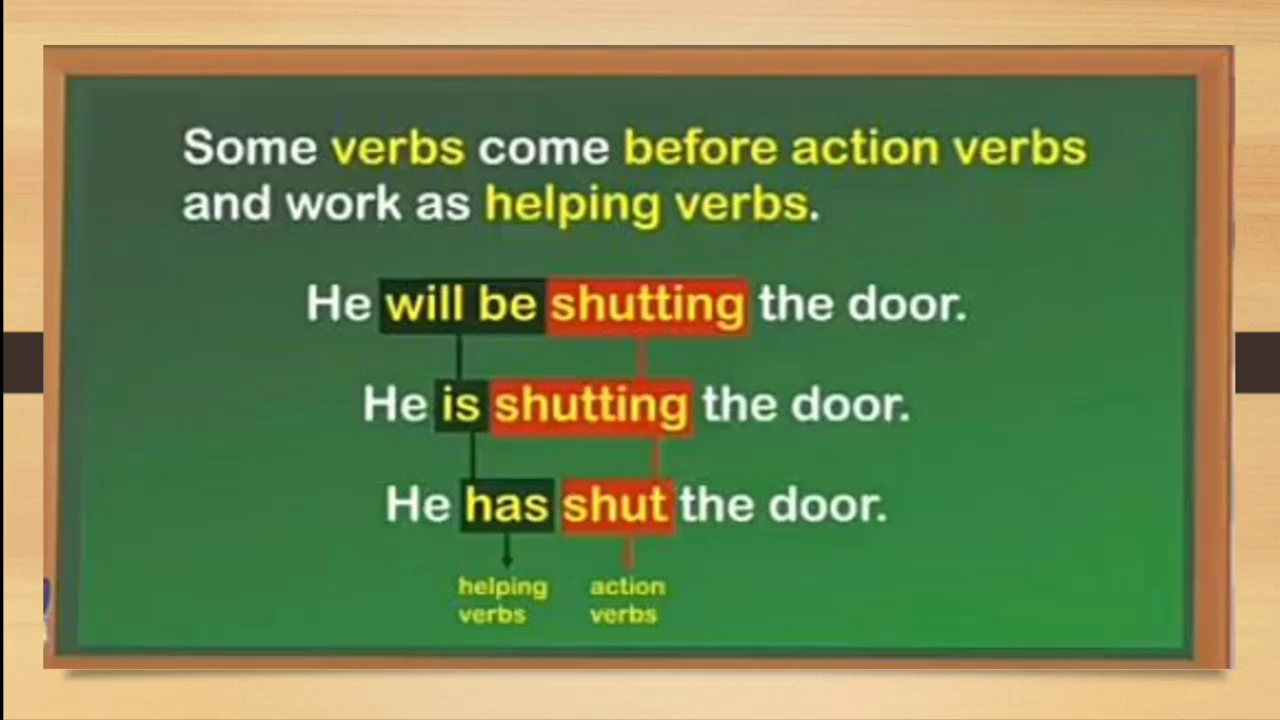 Some verbs come before action verbs
and work as helping verbs.
He will be shutting the door.
He is shutting the door.
He has shut the door.
helping verbs
action verbs